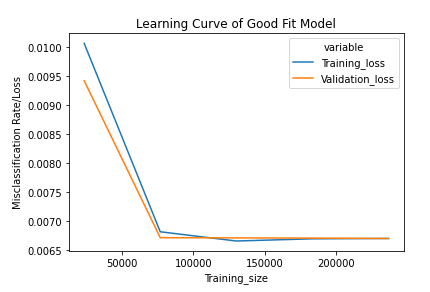 Learning Curve of Good Fit Model
variable
Training_loss
Validation_loss
Misclassification Rate/Loss
0.0100
0.0095
0.0090
0.0085
0.0080
0.0075
0.0070
0.0065
50000 100000 150000 200000
Training_size